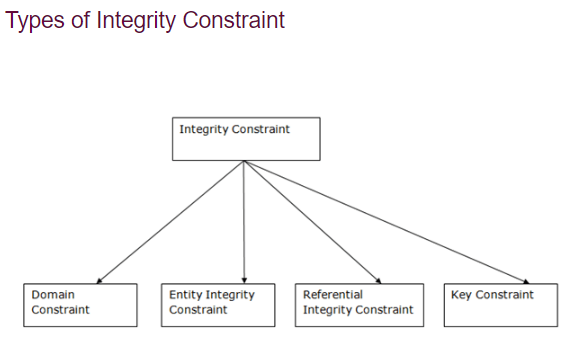 Types of Integrity Constraint
Integrity Constraint
Domain
Constraint
Entity Integrity
Constraint
Referential
Integrity Constraint
Key Constraint